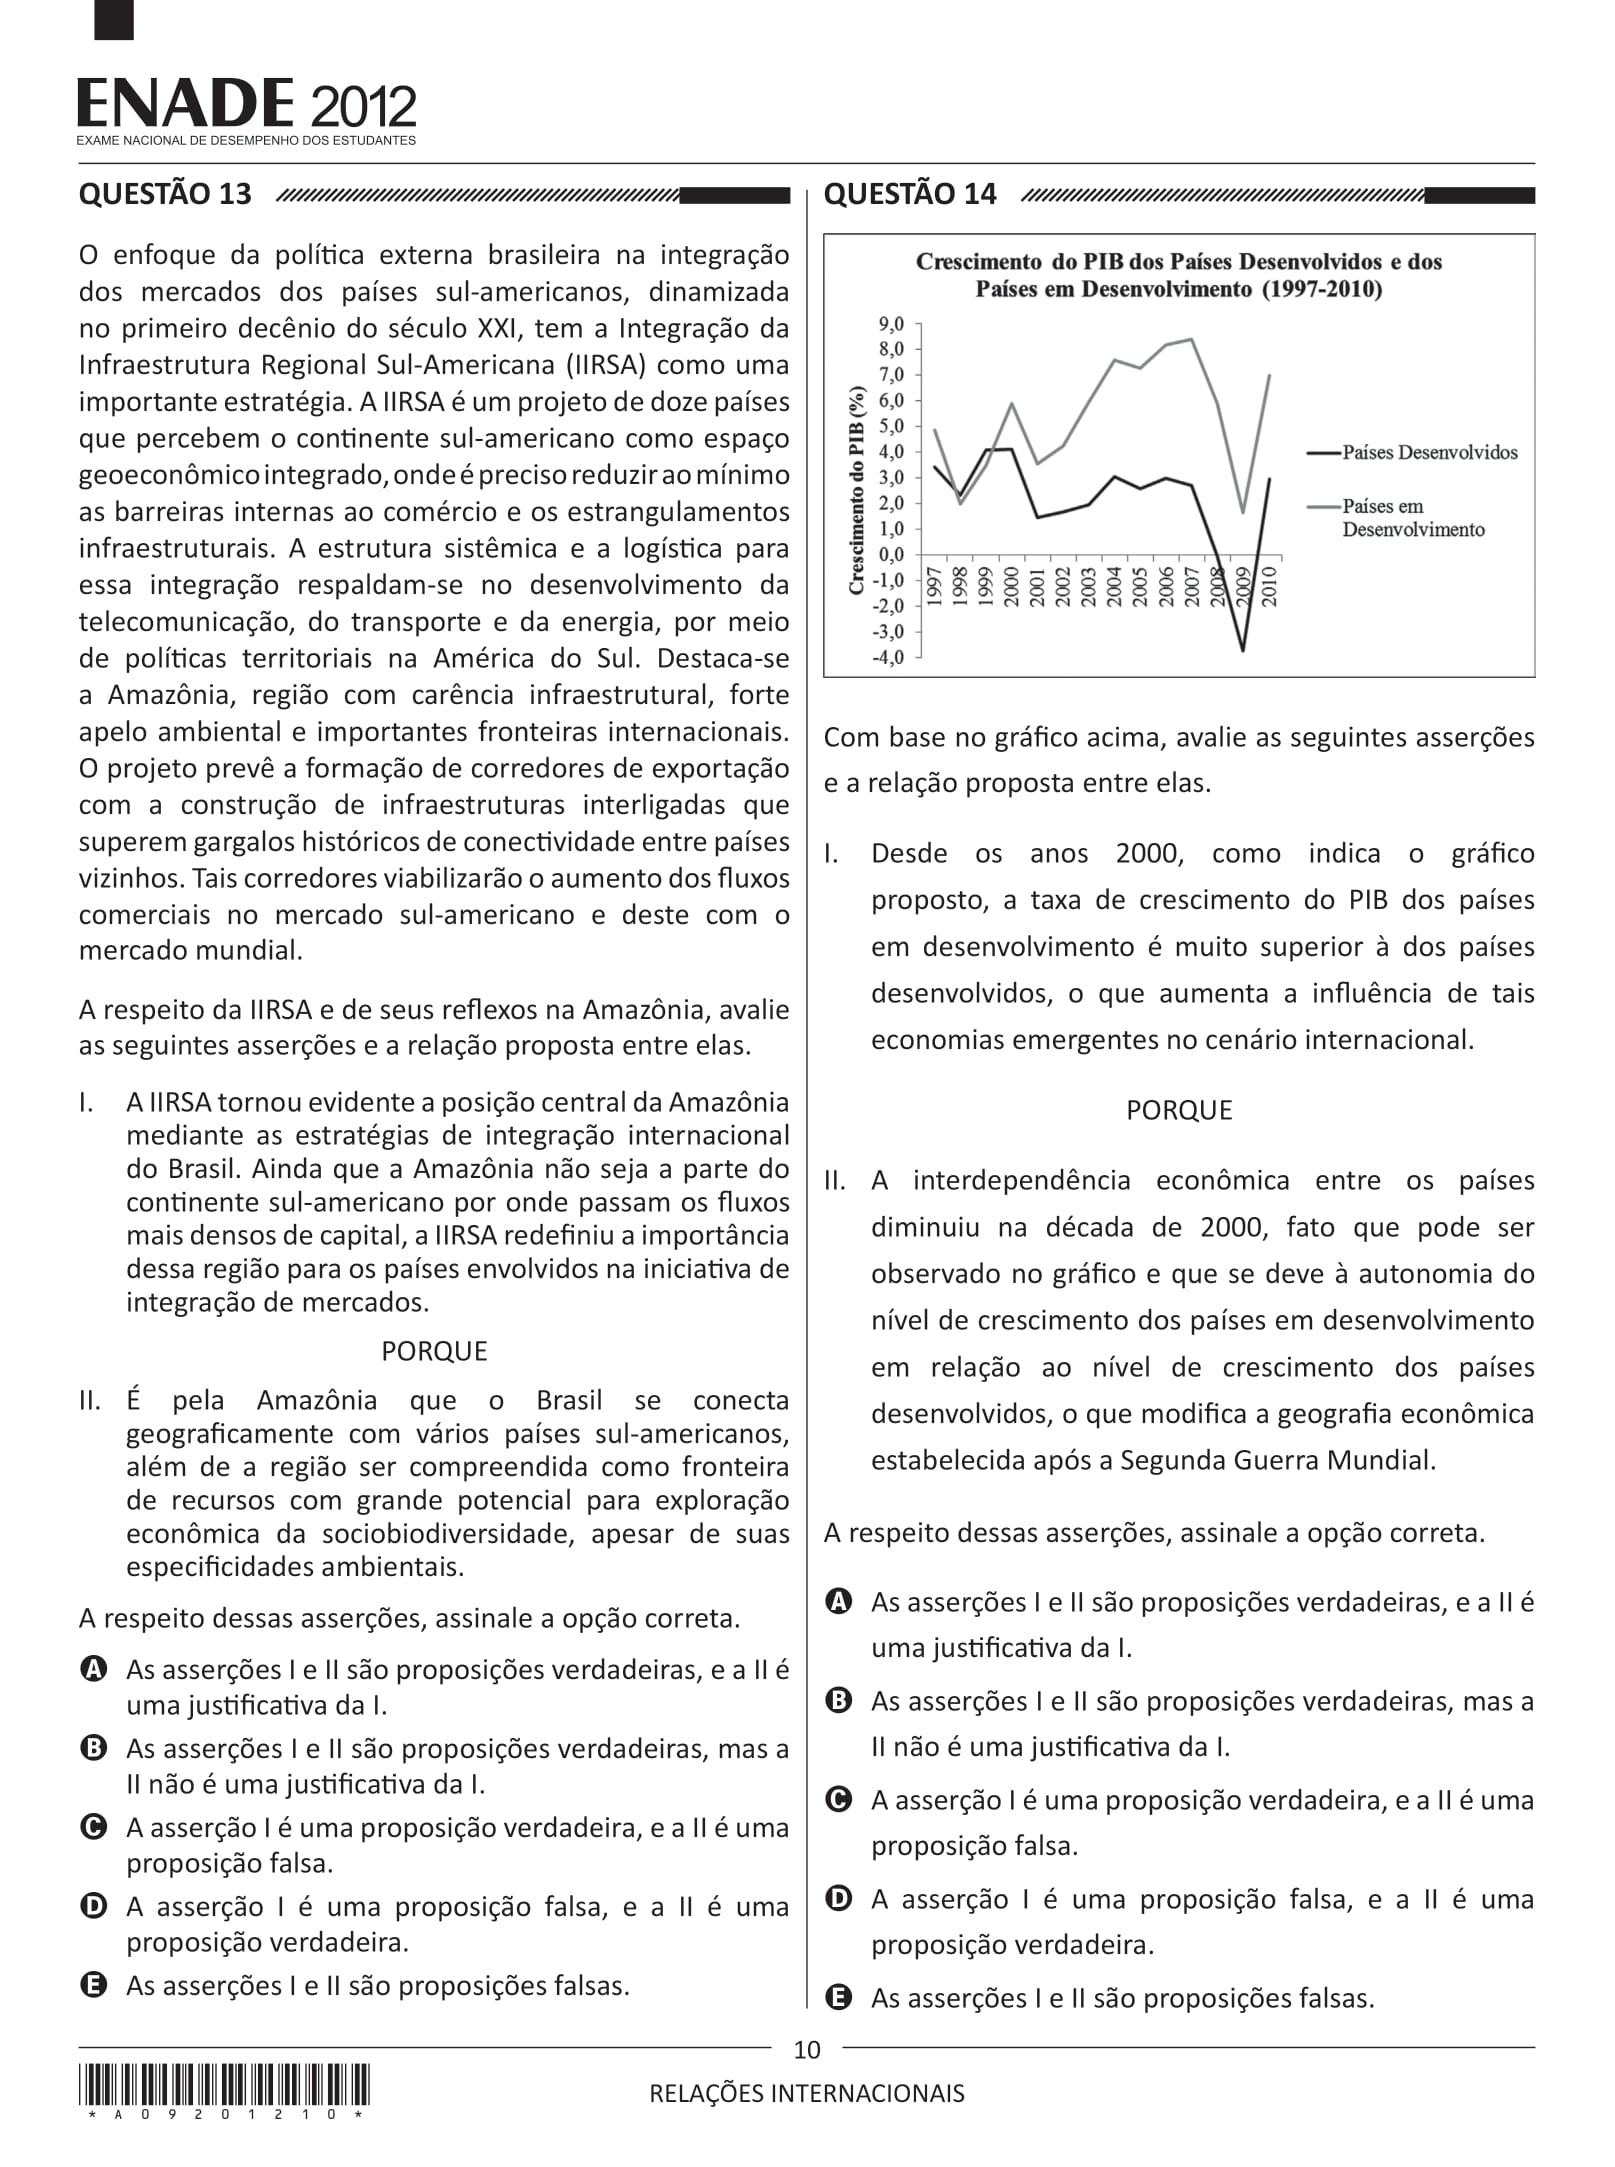 ENADE 2012
EXAME NACIONAL DE DESEMPENHO DOS ESTUDANTES
QUESTÃO 13
O enfoque da política externa brasileira na integração
dos mercados dos países sul-americanos, dinamizada
no primeiro decênio do século XXI, tem a Integração da
Infraestrutura Regional Sul-Americana (IIRSA) como uma
importante estratégia. A IIRSA é um projeto de doze países
que percebem o continente sul-americano como espaço
geoeconômico integrado, onde é preciso reduzir ao mínimo
as barreiras internas ao comércio e os estrangulamentos
infraestruturais. A estrutura sistêmica e a logística para
essa integração respaldam-se no desenvolvimento da
telecomunicação, do transporte e da energia, por meio
de políticas territoriais na América do Sul. Destaca-se
a Amazônia, região com carência infraestrutural, forte
apelo ambiental e importantes fronteiras internacionais.
O projeto prevê a formação de corredores de exportação
com a construção de infraestruturas interligadas que
superem gargalos históricos de conectividade entre países
vizinhos. Tais corredores viabilizarão o aumento dos fluxos
comerciais no mercado sul-americano e deste com o
mercado mundial.
A respeito da IIRSA e de seus reflexos na Amazônia, avalie
as seguintes asserções e a relação proposta entre elas.
I. A IIRSA tornou evidente a posição central da Amazônia
mediante as estratégias de integração internacional
do Brasil. Ainda que a Amazônia não seja a parte do
continente sul-americano por onde passam os fluxos
mais densos de capital, a IIRSA redefiniu a importância
dessa região para os países envolvidos na iniciativa de
integração de mercados.
PORQUE
II. É pela Amazônia que o Brasil se conecta
geograficamente com vários países sul-americanos,
além de a região ser compreendida como fronteira
de recursos com grande potencial para exploração
econômica da sociobiodiversidade, apesar de suas
especificidades ambientais.
A respeito dessas asserções, assinale a opção correta.
A As asserções I e II são proposições verdadeiras, e a II é
uma justificativa da I.
B As asserções I e II são proposições verdadeiras, mas a
II não é uma justificativa da I.
C A asserção I é uma proposição verdadeira, e a II é uma
proposição falsa.
D A asserção I é uma proposição falsa, e a II é uma
proposição verdadeira.
E As asserções I e II são proposições falsas.
QUESTÃO 14
Crescimento do PIB dos Países Desenvolvidos e dos
Países em Desenvolvimento (1997-2010)
Crescimento do PIB (%)
9,0
8,0
7,0
6,0
5,0
4,0
3,0
2,0
1,0
0,0
-1,0
-2,0
-3,0
-4,0
1997
1998
1999
2000
2001
2002
2003
2004
2005
2006
2007
2008
2009
2010
Países Desenvolvidos
Países em
Desenvolvimento
Com base no gráfico acima, avalie as seguintes asserções
e a relação proposta entre elas.
I. Desde os anos 2000, como indica o gráfico
proposto, a taxa de crescimento do PIB dos países
em desenvolvimento é muito superior à dos países
desenvolvidos, o que aumenta a influência de tais
economias emergentes no cenário internacional.
PORQUE
II. A interdependência econômica entre os países
diminuiu na década de 2000, fato que pode ser
observado no gráfico e que se deve à autonomia do
nível de crescimento dos países em desenvolvimento
em relação ao nível de crescimento dos países
desenvolvidos, o que modifica a geografia econômica
estabelecida após a Segunda Guerra Mundial.
A respeito dessas asserções, assinale a opção correta.
A As asserções I e II são proposições verdadeiras, e a II é
uma justificativa da I.
B As asserções I e II são proposições verdadeiras, mas a
II não é uma justificativa da I.
C A asserção I é uma proposição verdadeira, e a II é uma
proposição falsa.
D A asserção I é uma proposição falsa, e a II é uma
proposição verdadeira.
E As asserções I e II são proposições falsas.
10
RELAÇÕES INTERNACIONAIS
* A 0 9 2 0 1 2 1 0 *